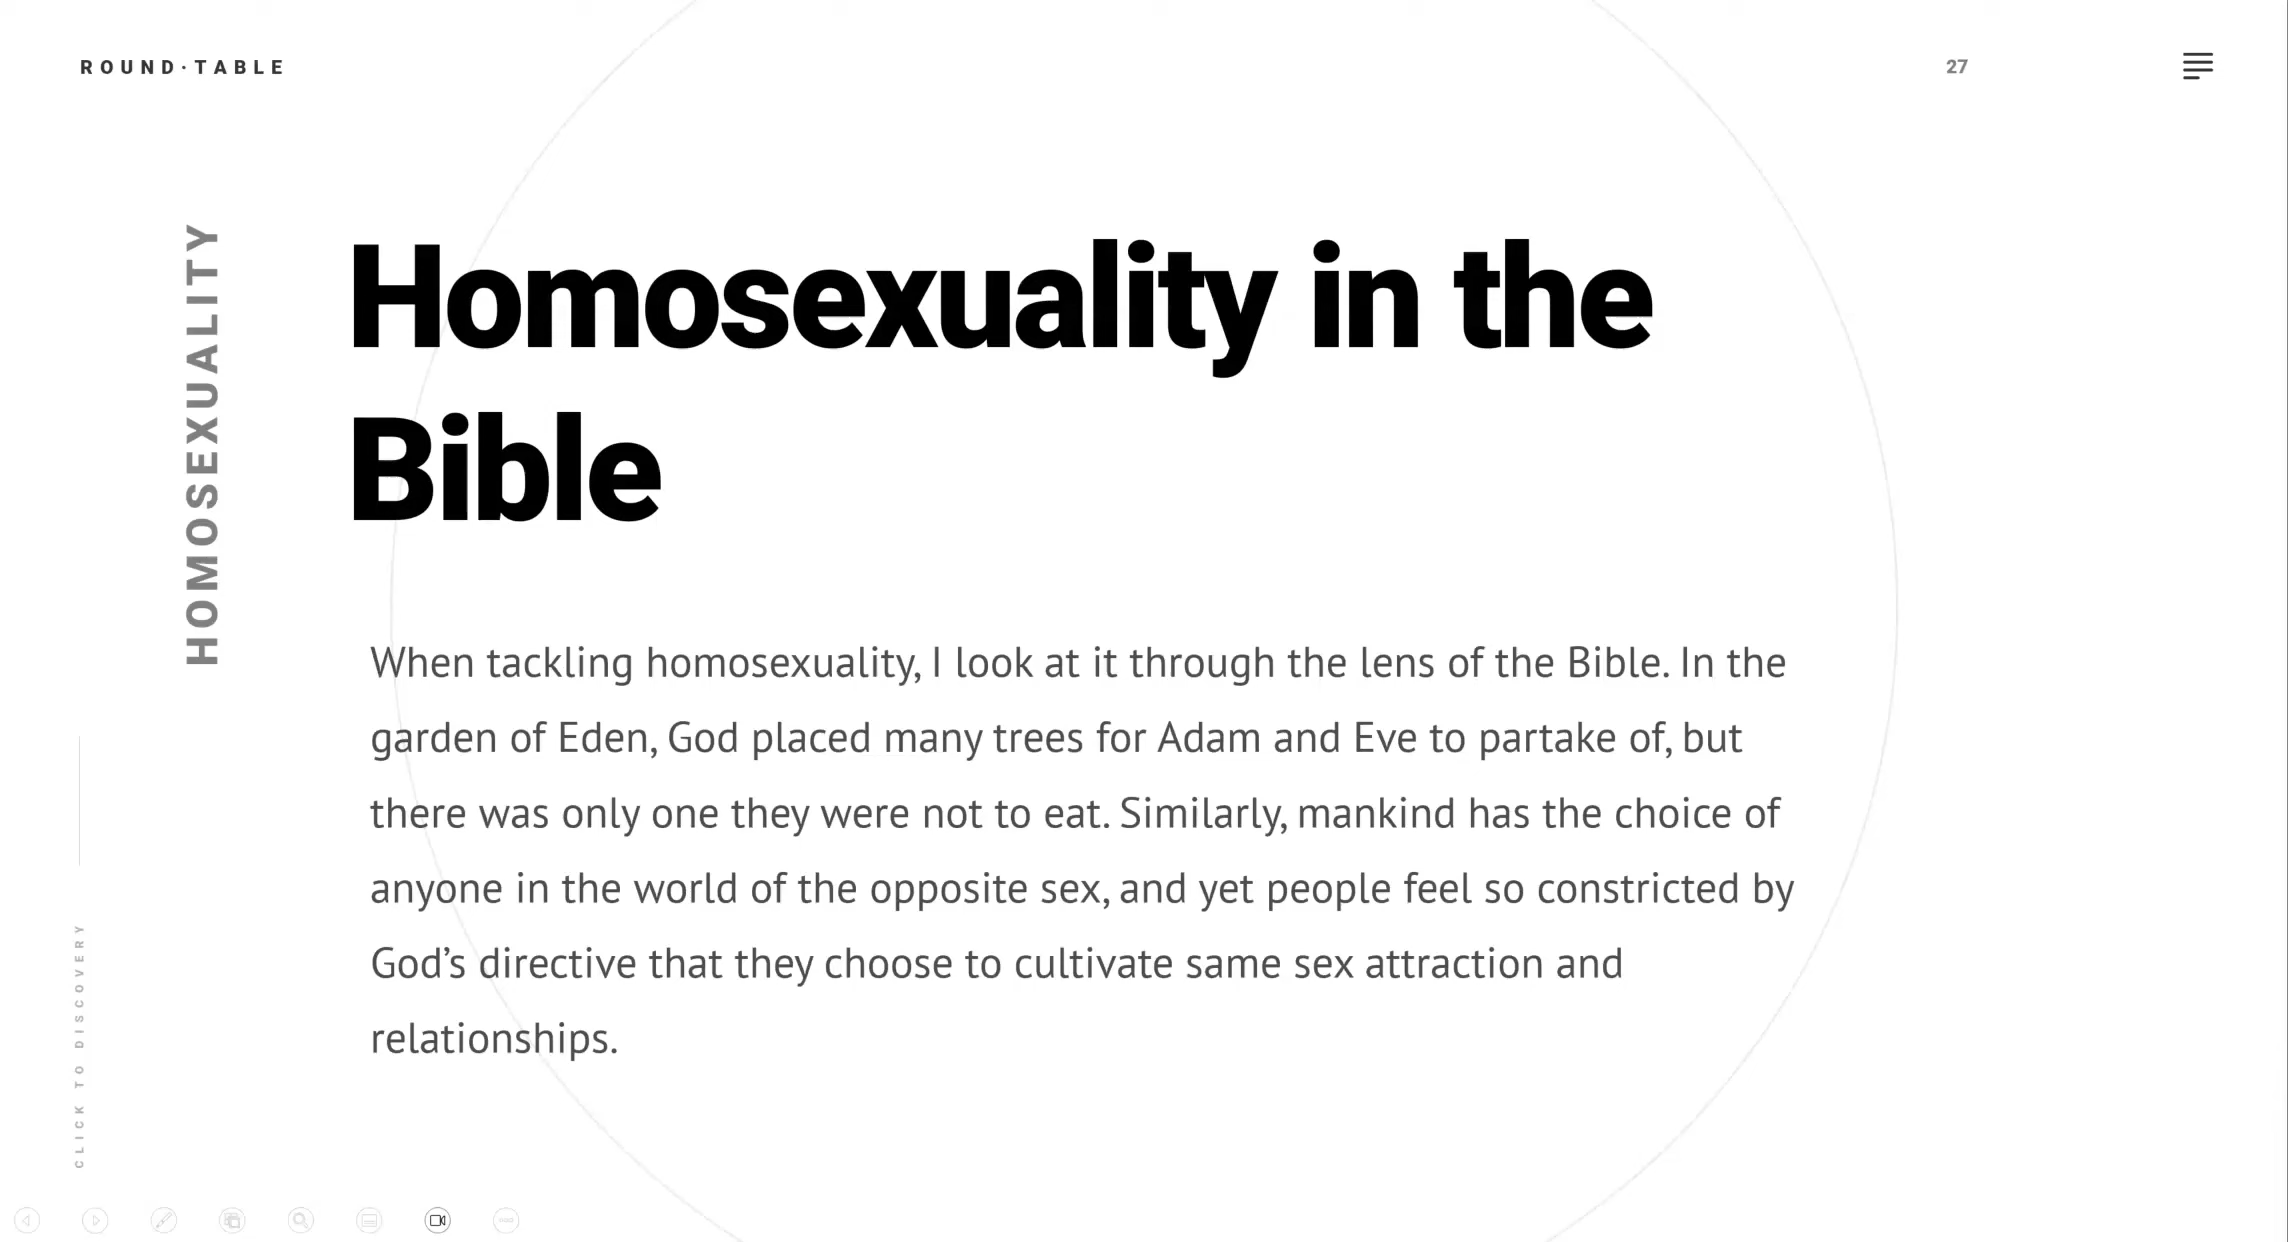 ROUND·TABLE
27
HOMOSEXUALITY
Homosexuality in the
Bible
When tackling homosexuality, I look at it through the lens of the Bible. In the
garden of Eden, God placed many trees for Adam and Eve to partake of, but
there was only one they were not to eat. Similarly, mankind has the choice of
anyone in the world of the opposite sex, and yet people feel so constricted by
God’s directive that they choose to cultivate same sex attraction and
relationships.
CLICK TO DISCOVERY